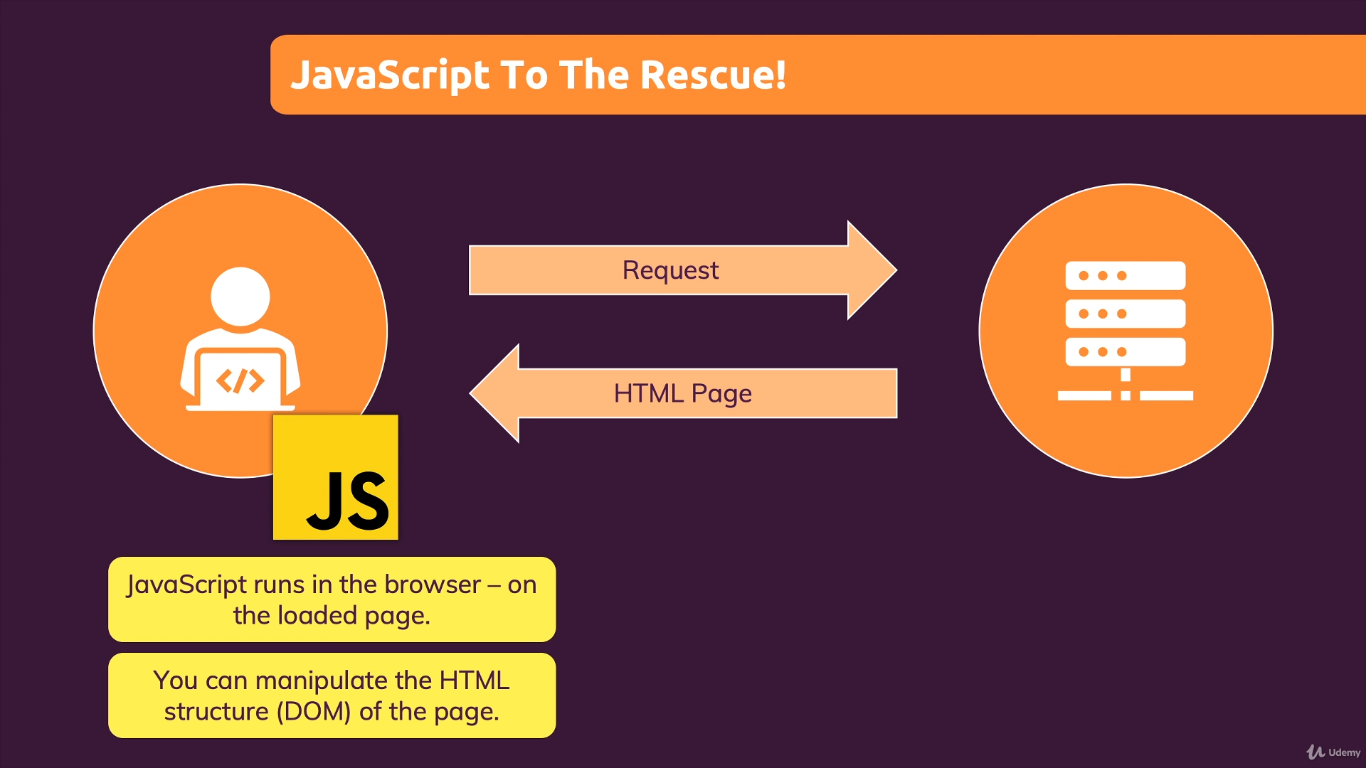 JavaScript To The Rescue!
Request
HTML Page
</>
JS
JavaScript runs in the browser – on
the loaded page.
You can manipulate the HTML
structure (DOM) of the page.
Udemy